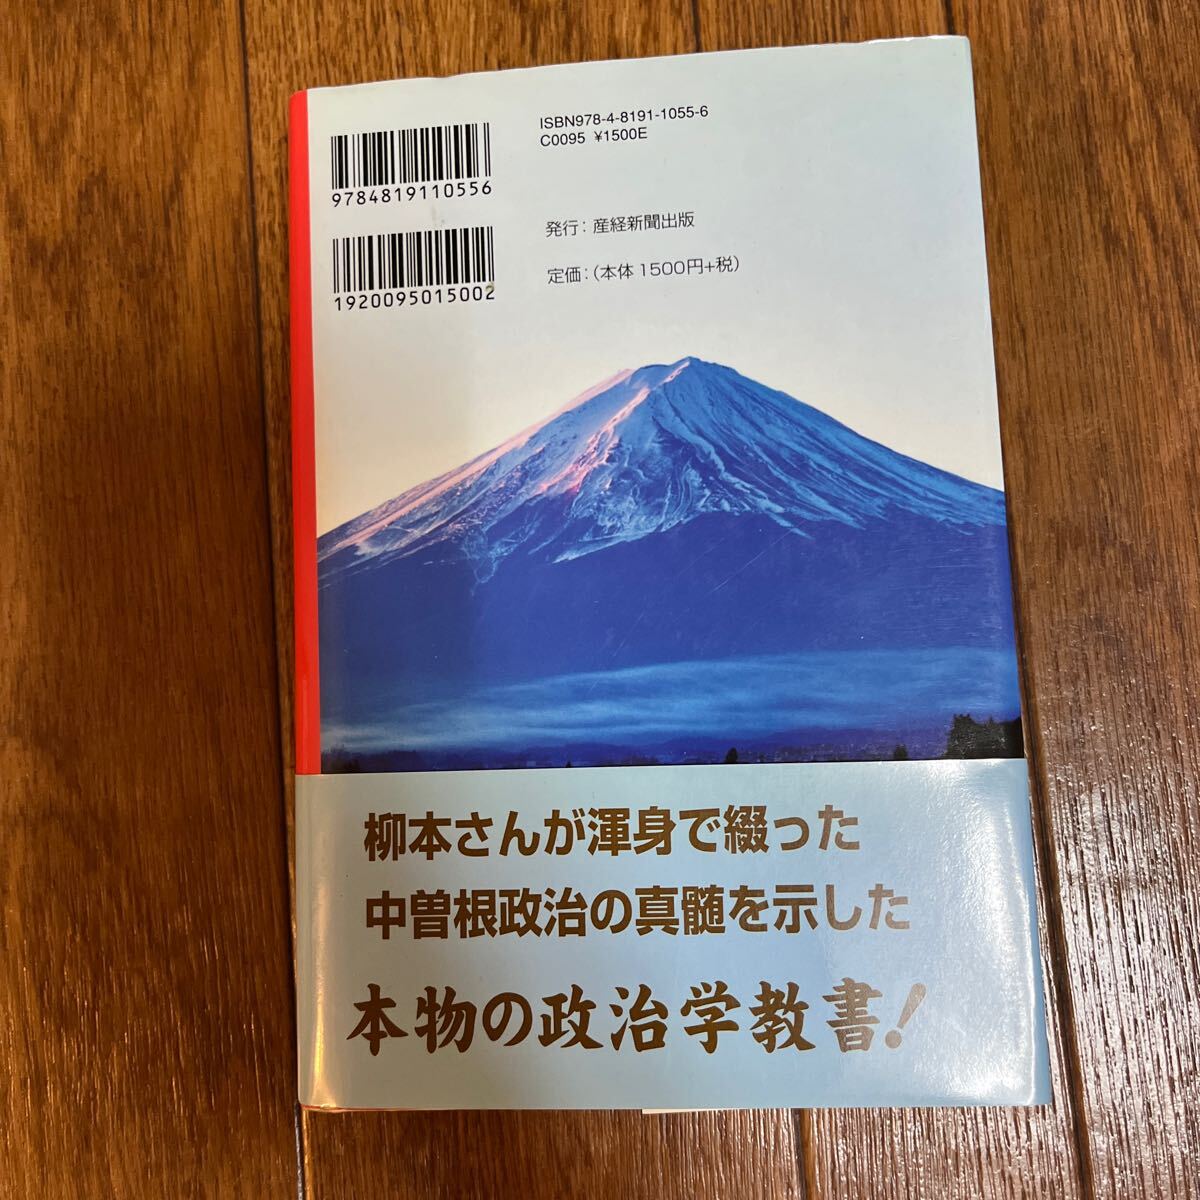 ISBN978-4-8191-1055-6
C0095 ¥1500E
9784819110556
発行：産経新聞出版
1920095015002
定価：（本体 1500円+税）
柳本さんが渾身で綴った
中曽根政治の真髄を示した
本物の政治学教書！